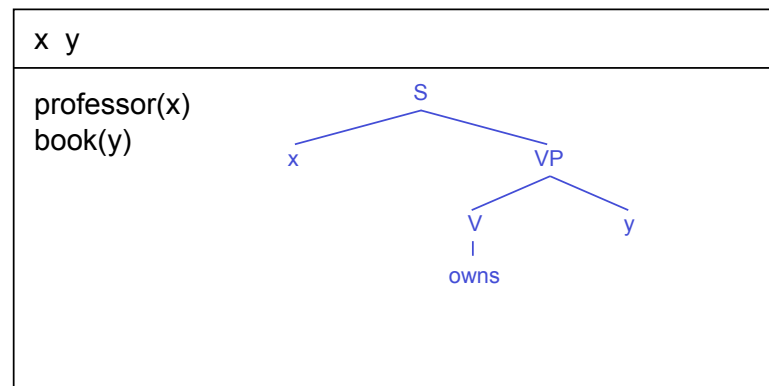 x y
professor(x)
book(y)
S
x VP
V y
owns